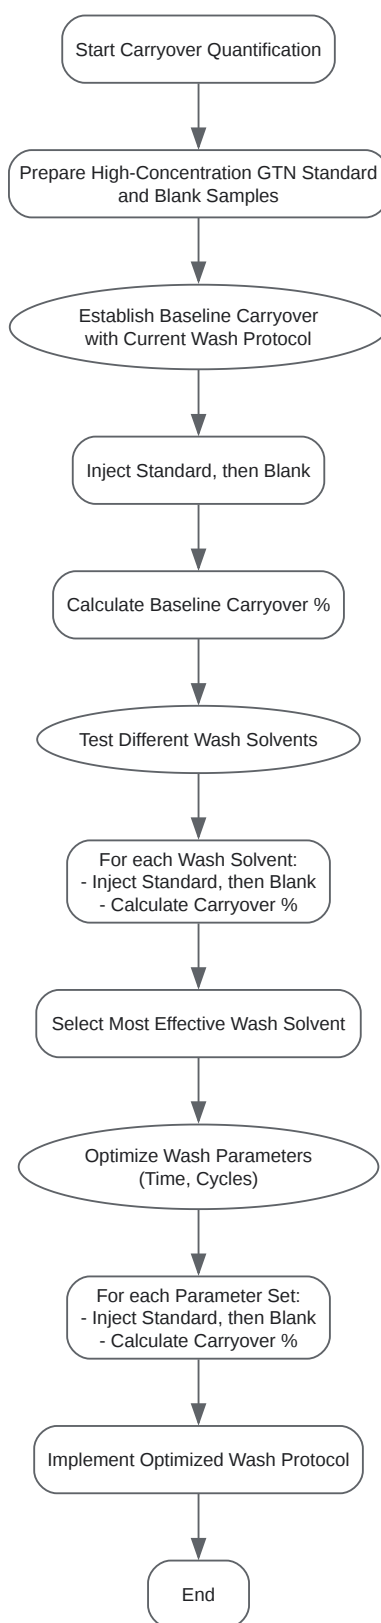 Start Carryover Quantification
Prepare High-Concentration GTN Standard
and Blank Samples
Establish Baseline Carryover
with Current Wash Protocol
Inject Standard, then Blank
Calculate Baseline Carryover %
Test Different Wash Solvents
For each Wash Solvent:
- Inject Standard, then Blank
- Calculate Carryover %
Select Most Effective Wash Solvent
Optimize Wash Parameters
(Time, Cycles)
For each Parameter Set:
- Inject Standard, then Blank
- Calculate Carryover %
Implement Optimized Wash Protocol
End